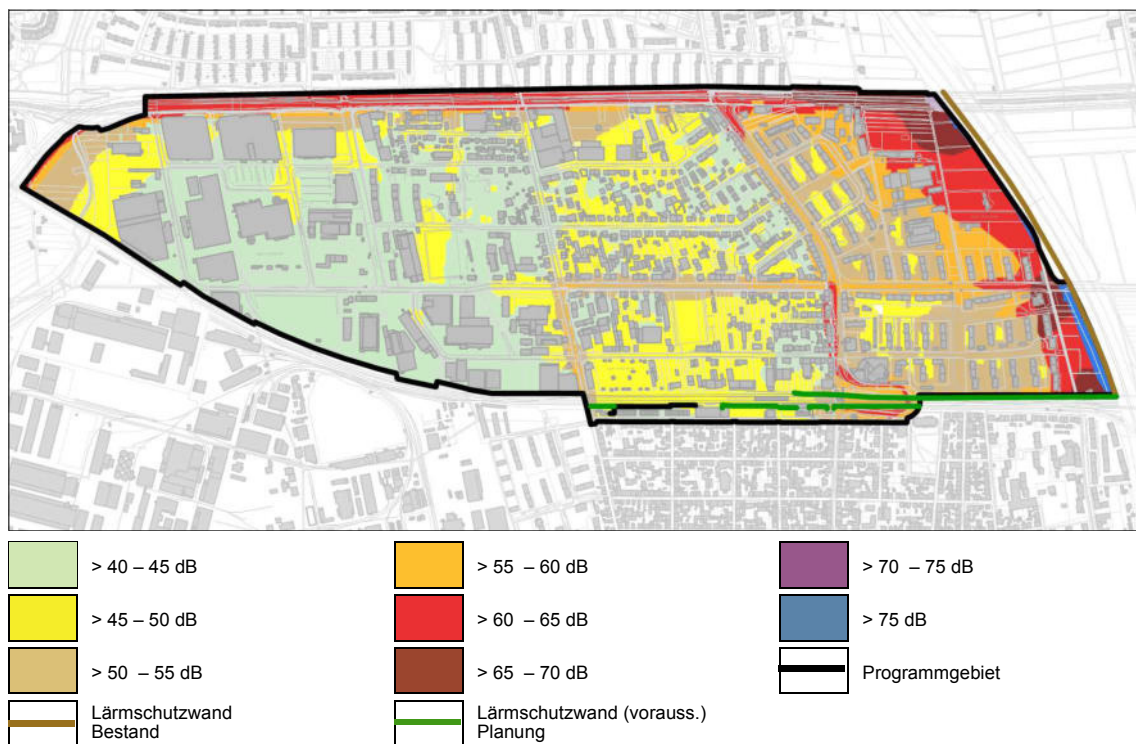 > 40 – 45 dB
> 55 – 60 dB
> 70 – 75 dB
> 45 – 50 dB
> 60 – 65 dB
> 75 dB
> 50 – 55 dB
> 65 – 70 dB
Programmgebiet
Lärmschutzwand
Bestand
Lärmschutzwand (vorauss.)
Planung